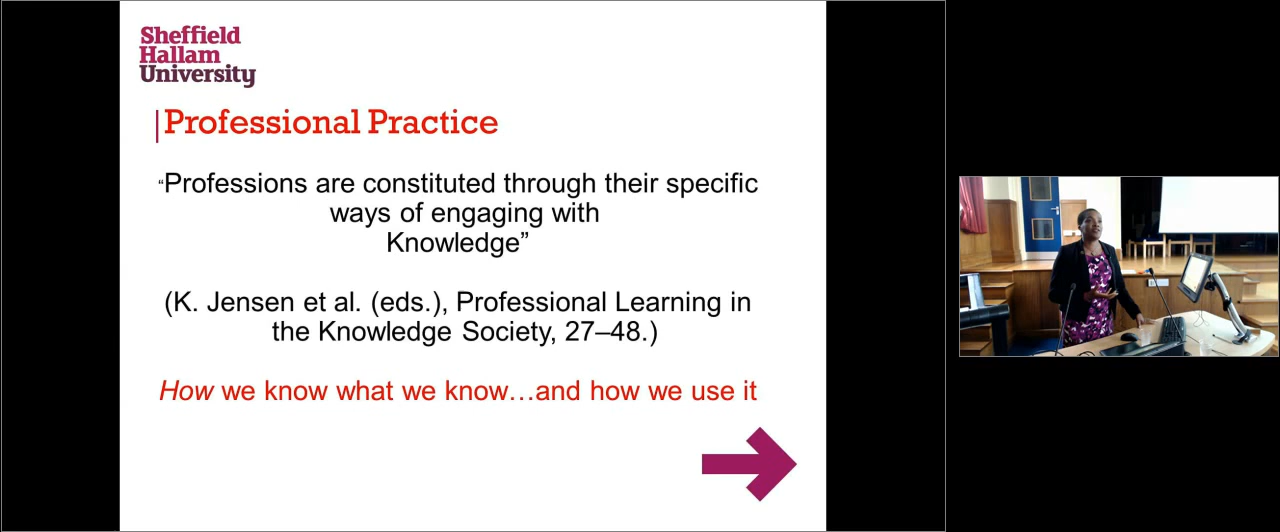 Sheffield
Hallam
University
Professional Practice
“Professions are constituted through their specific
ways of engaging with
Knowledge”
(K. Jensen et al. (eds.), Professional Learning in
the Knowledge Society, 27–48.)
How we know what we know…and how we use it